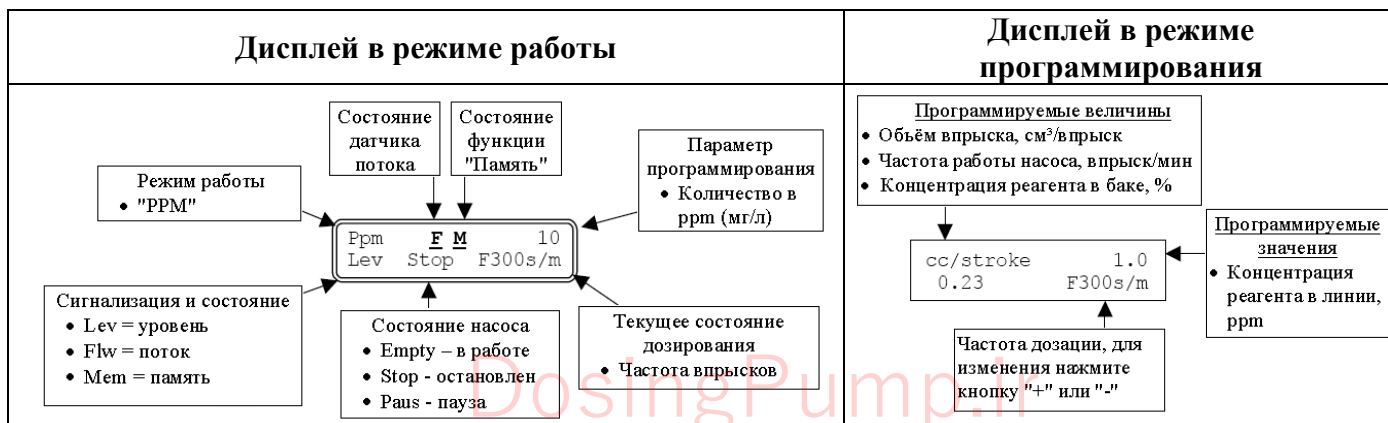 Дисплей в режиме работы
Дисплей в режиме
программирования
Состояние
датчика
потока
Состояние
функции
"Память"
Режим работы
• "PPM"
Параметр
программирования
• Количество в
ppm (мг/л)
Ppm F M 10
Lev Stop F300s/m
Сигнализация и состояние
• Lev = уровень
• Flw = поток
• Mem = память
Состояние насоса
• Empty – в работе
• Stop - остановлен
• Paus - пауза
Текущее состояние
дозирования
• Частота впрысков
Программируемые величины
• Обьём впрыска, см³/впрыск
• Частота работы насоса, впрыск/мин
• Концентрация реагента в баке, %
cc/stroke 1.0
0.23 F300s/m
Программируемые
значения
• Концентрация
реагента в линии,
ppm
Частота дозации, для
изменения нажмите
кнопку "+" или "-"
DosingPump.ir